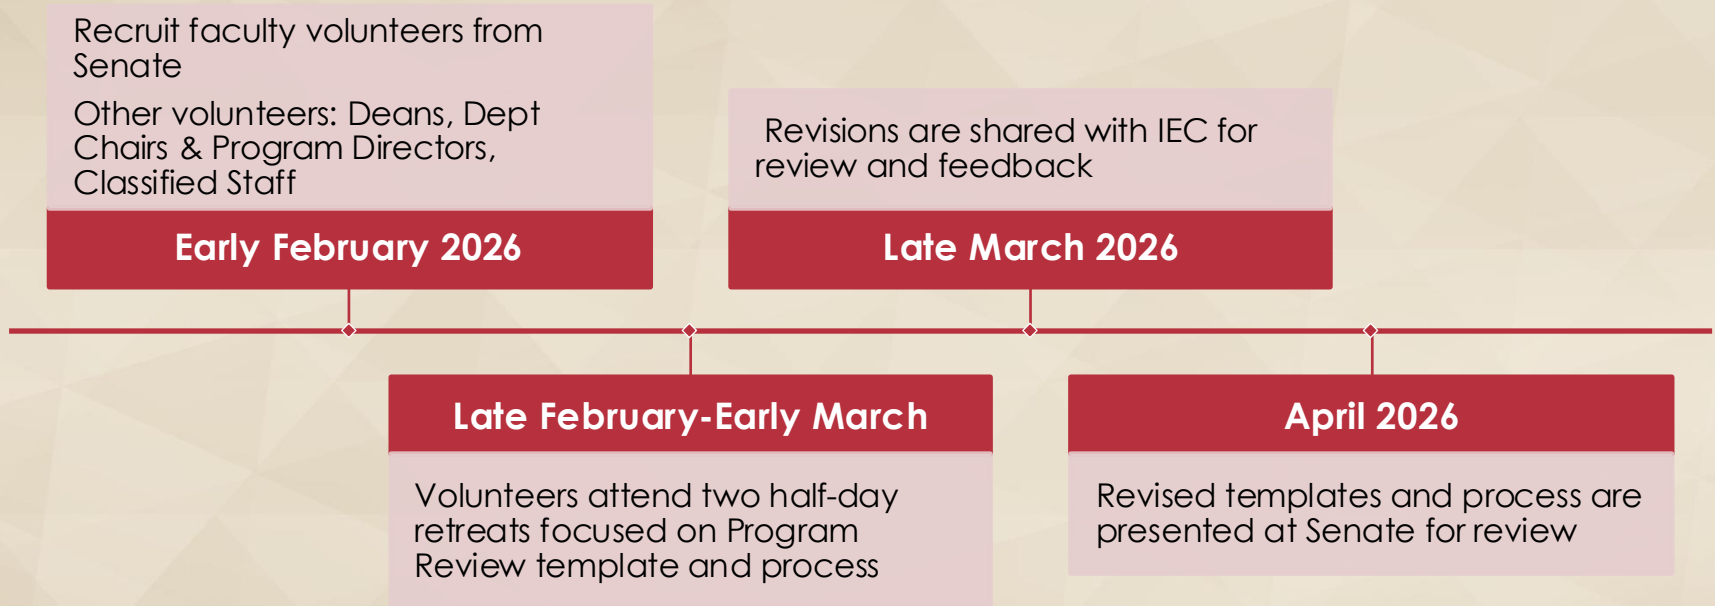 Recruit faculty volunteers from
Senate
Other volunteers: Deans, Dept
Chairs & Program Directors,
Classified Staff
Early February 2026
Late February-Early March
Volunteers attend two half-day
retreats focused on Program
Review template and process
Revisions are shared with IEC for
review and feedback
Late March 2026
April 2026
Revised templates and process are
presented at Senate for review